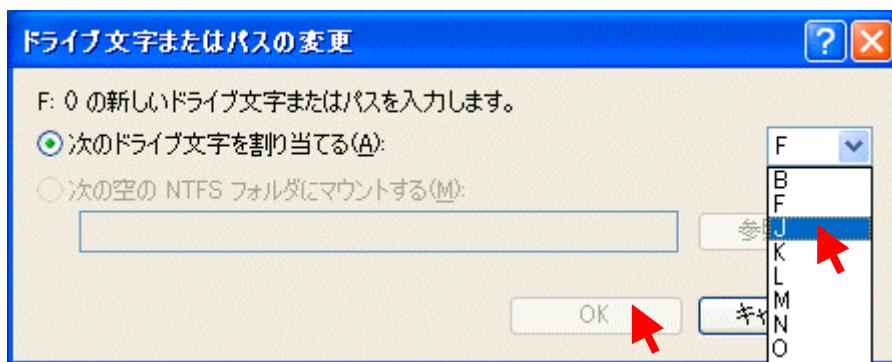 ドライブ文字またはパスの変更
F: 0 の新しいドライブ文字またはパスを入力します。
次のドライブ文字を割り当てる(A):
F
次の空の NTFS フォルダにマウントする(M):
B
F
J
K
L
M
N
O
OK